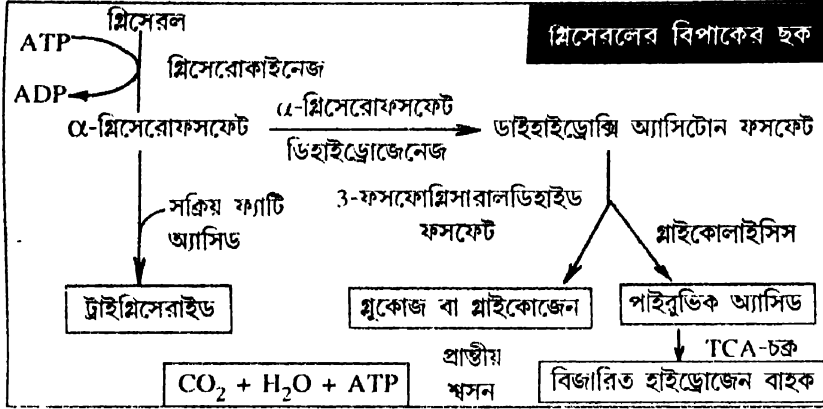 গ্লিসেরলের বিপাকের ছক
গ্লিসেরল
ATP
গ্লিসেরোকাইনেজ
ADP
α-গ্লিসেরোফসফেট
α-গ্লিসেরোফসফেট
ডিহাইড্রোজেনেজ
ডাইহাইড্রোক্সি অ্যাসিটোন ফসফেট
সক্রিয় ফ্যাটি
অ্যাসিড
3-ফসফোগ্লিসারালডিহাইড
ফসফেট
গ্লাইকোলাইসিস
ট্রাইগ্লিসেরাইড
গ্লুকোজ বা গ্লাইকোজেন
পাইরুভিক অ্যাসিড
TCA-চক্র
প্রান্তীয়
শ্বসন
CO₂ + H₂O + ATP
বিজারিত হাইড্রোজেন বাহক